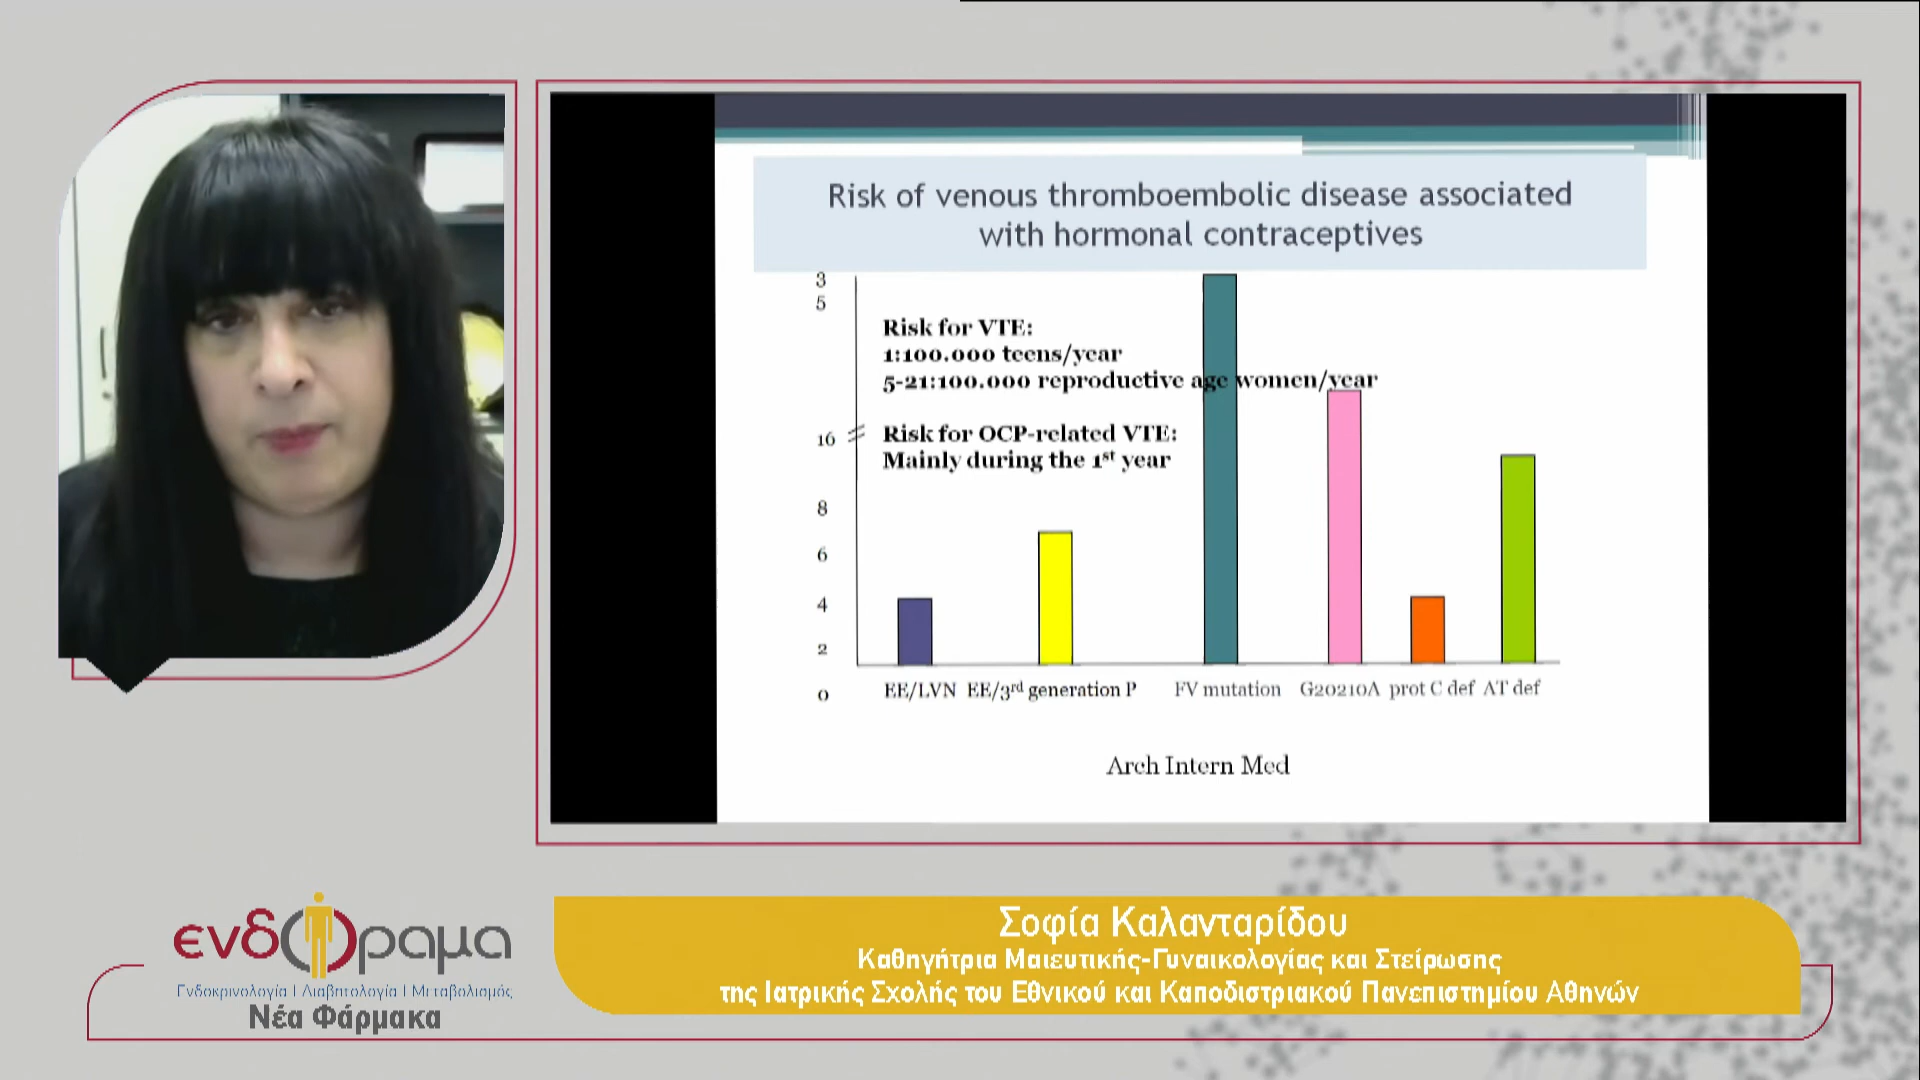 Risk of venous thromboembolic disease associated
with hormonal contraceptives
3
5
Risk for VTE:
1:100.000 teens/year
5-21:100.000 reproductive age women/year
16
Risk for OCP-related VTE:
Mainly during the 1st year
8
6
4
2
0
EE/LVN EE/3rd generation P FV mutation G20210A prot C def AT def
Arch Intern Med
ενδόραμα
Ενδοκρινολογία | Διαβητολογία | Μεταβολισμός
Νέα Φάρμακα
Σοφία Καλανταρίδου
Καθηγήτρια Μαιευτικής-Γυναικολογίας και Στείρωσης
της Ιατρικής Σχολής του Εθνικού και Καποδιστριακού Πανεπιστημίου Αθηνών